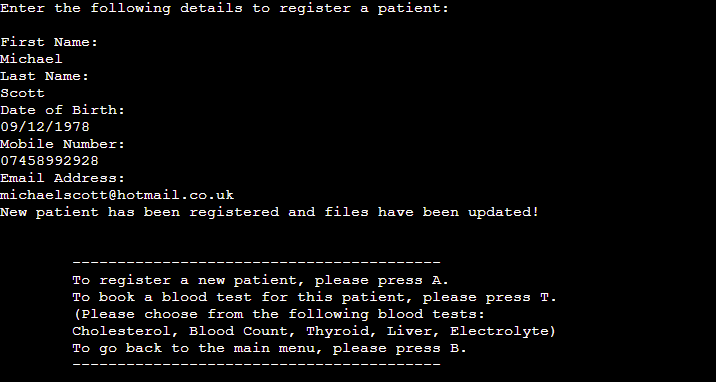 Enter the following details to register a patient:
First Name:
Michael
Last Name:
Scott
Date of Birth:
09/12/1978
Mobile Number:
07458992928
Email Address:
michaelscott@hotmail.co.uk
New patient has been registered and files have been updated!
-----------------------------------------
To register a new patient, please press A.
To book a blood test for this patient, please press T.
(Please choose from the following blood tests:
Cholesterol, Blood Count, Thyroid, Liver, Electrolyte)
To go back to the main menu, please press B.
-----------------------------------------